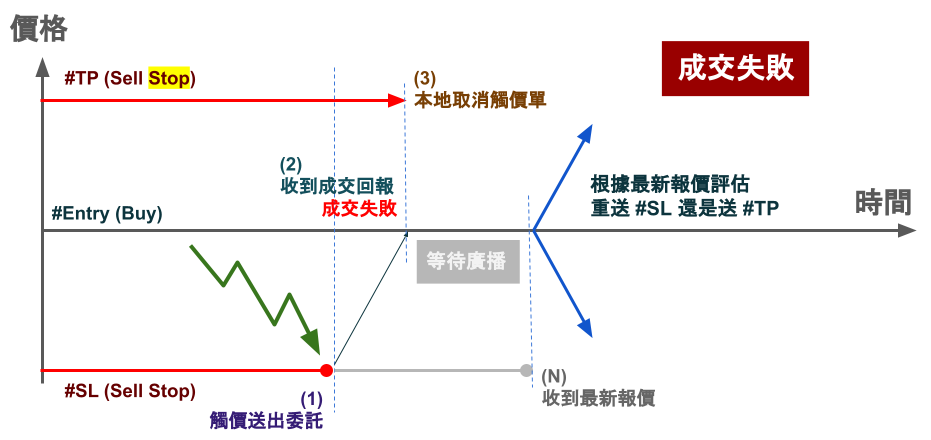 價格
成交失敗
#TP (Sell Stop)
(3)
本地取消觸價單
(2)
收到成交回報
成交失敗
根據最新報價評估
重送 #SL 還是送 #TP
#Entry (Buy)
時間
等待廣播
#SL (Sell Stop)
(1)
觸價送出委託
(N)
收到最新報價